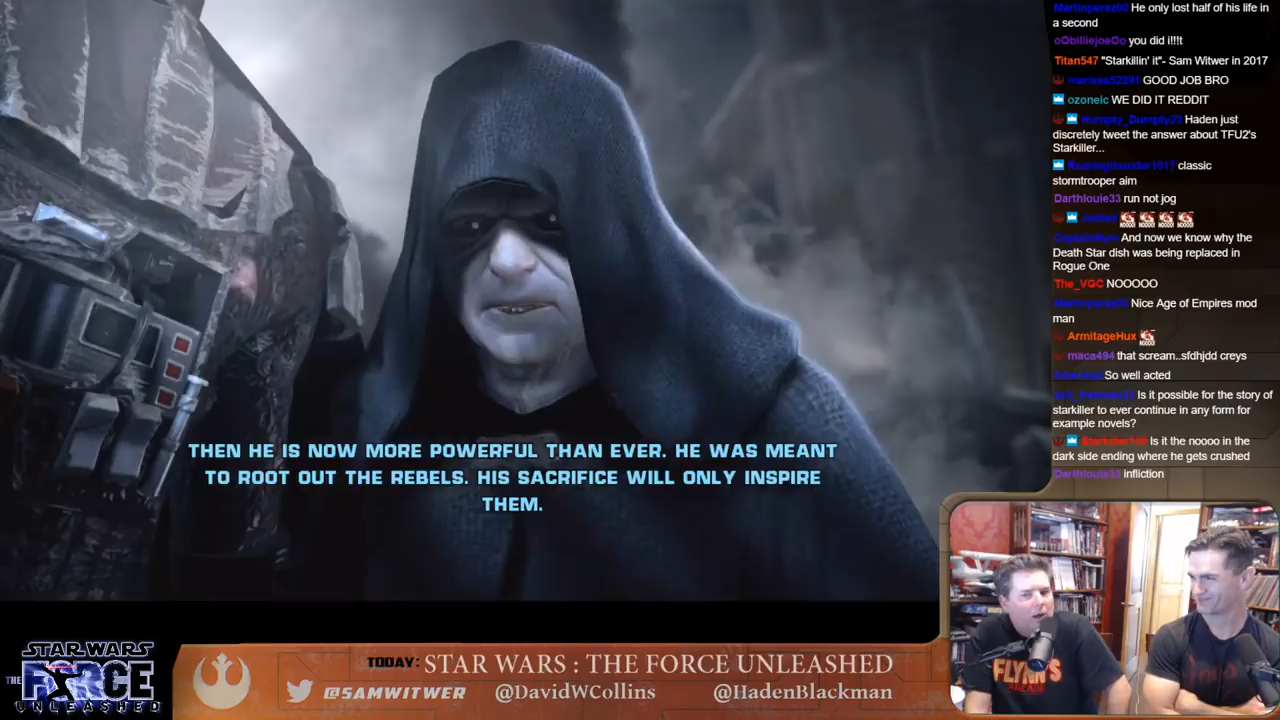 Martinperez00 He only lost half of his life in
a second
oObilliejoeOo you did i!!!t
Titan547 "Starkillin' it"- Sam Witwer in 2017
marissa52291 GOOD JOB BRO
ozoneic WE DID IT REDDIT
Humpty_Dumpty23 Haden just
discretely tweet the answer about TFU2's
Starkiller...
Roaringthunder1017 classic
stormtrooper aim
Darthlouie33 run not jog
And now we know why the
Death Star dish was being replaced in
Rogue One
The_VGC NOOOOO
Martinperez00 Nice Age of Empires mod
man
ArmitageHux
maca494 that scream..sfdhjdd creys
So well acted
Is it possible for the story of
starkiller to ever continue in any form for
example novels?
Is it the noooo in the
dark side ending where he gets crushed
Darthlouie33 infliction
THEN HE IS NOW MORE POWERFUL THAN EVER. HE WAS MEANT
TO ROOT OUT THE REBELS. HIS SACRIFICE WILL ONLY INSPIRE
THEM.
FLYNN'S
ARCADE
STAR WARS
THE FORCE
UNLEASHED
TODAY: STAR WARS : THE FORCE UNLEASHED
@SAMWITWER @DavidWCollins @HadenBlackman